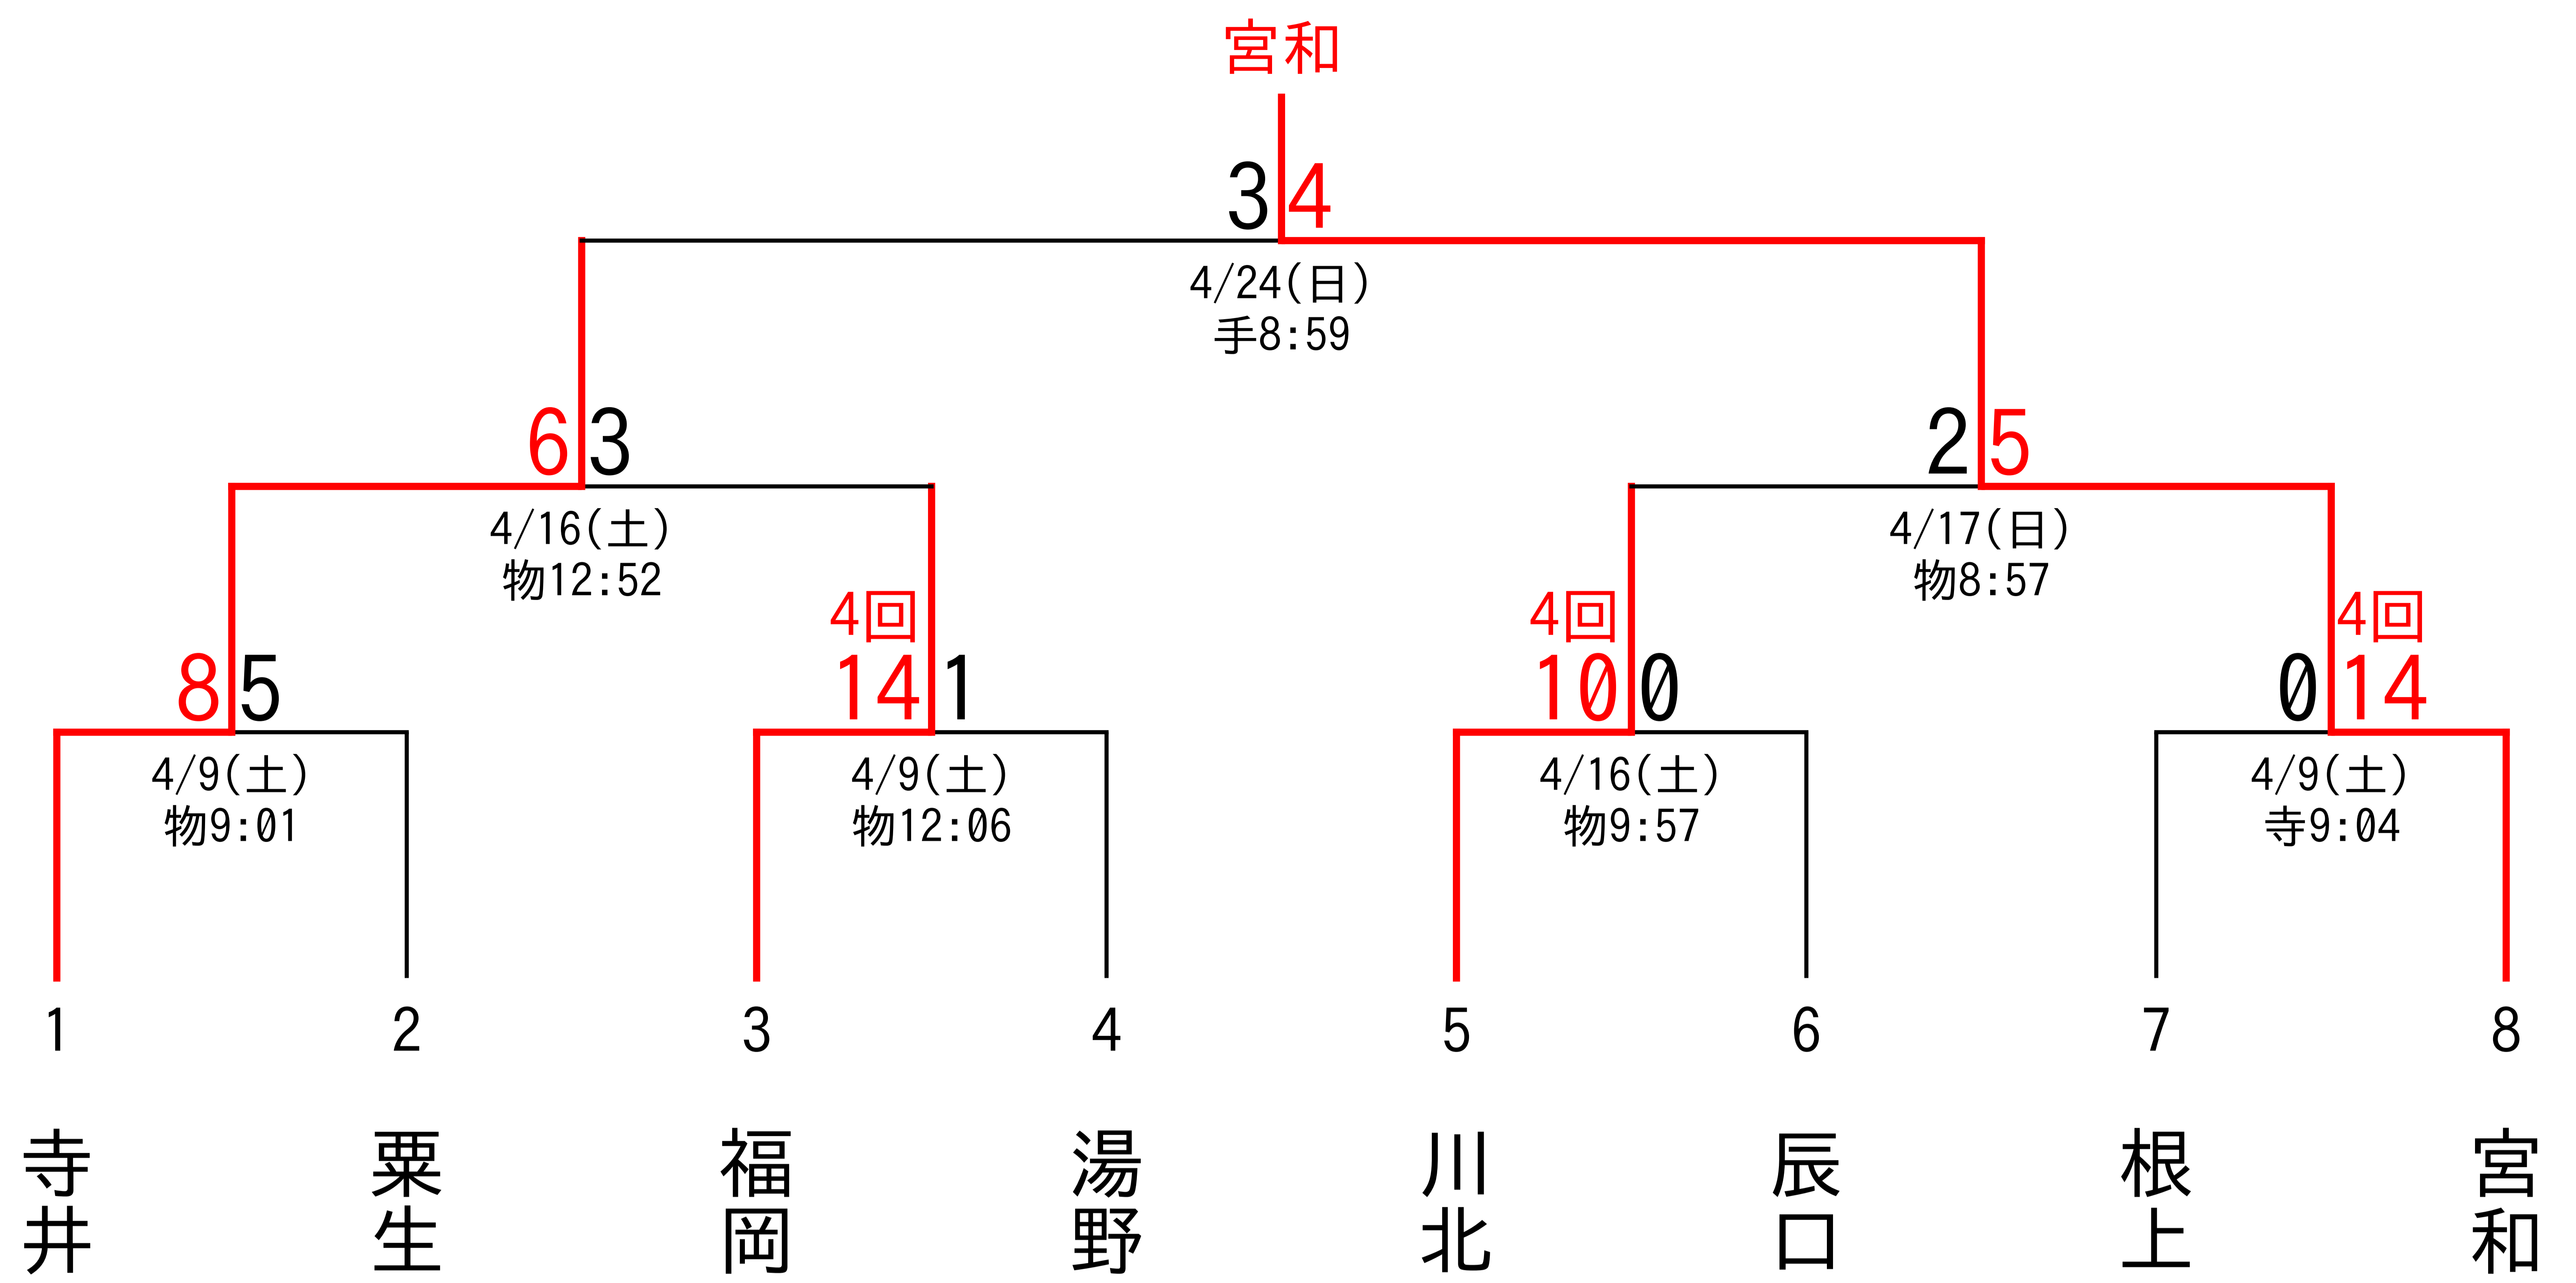 宮和
3 4
4/24(日)
手8:59
6 3
2 5
4/16(土)
物12:52
4/17(日)
物8:57
4回
4回
4回
8 5
14 1
10 0
0 14
4/9(土)
物9:01
4/9(土)
物12:06
4/16(土)
物9:57
4/9(土)
寺9:04
1 2 3 4 5 6 7 8
寺井
粟生
福岡
湯野
川北
辰口
根上
宮和